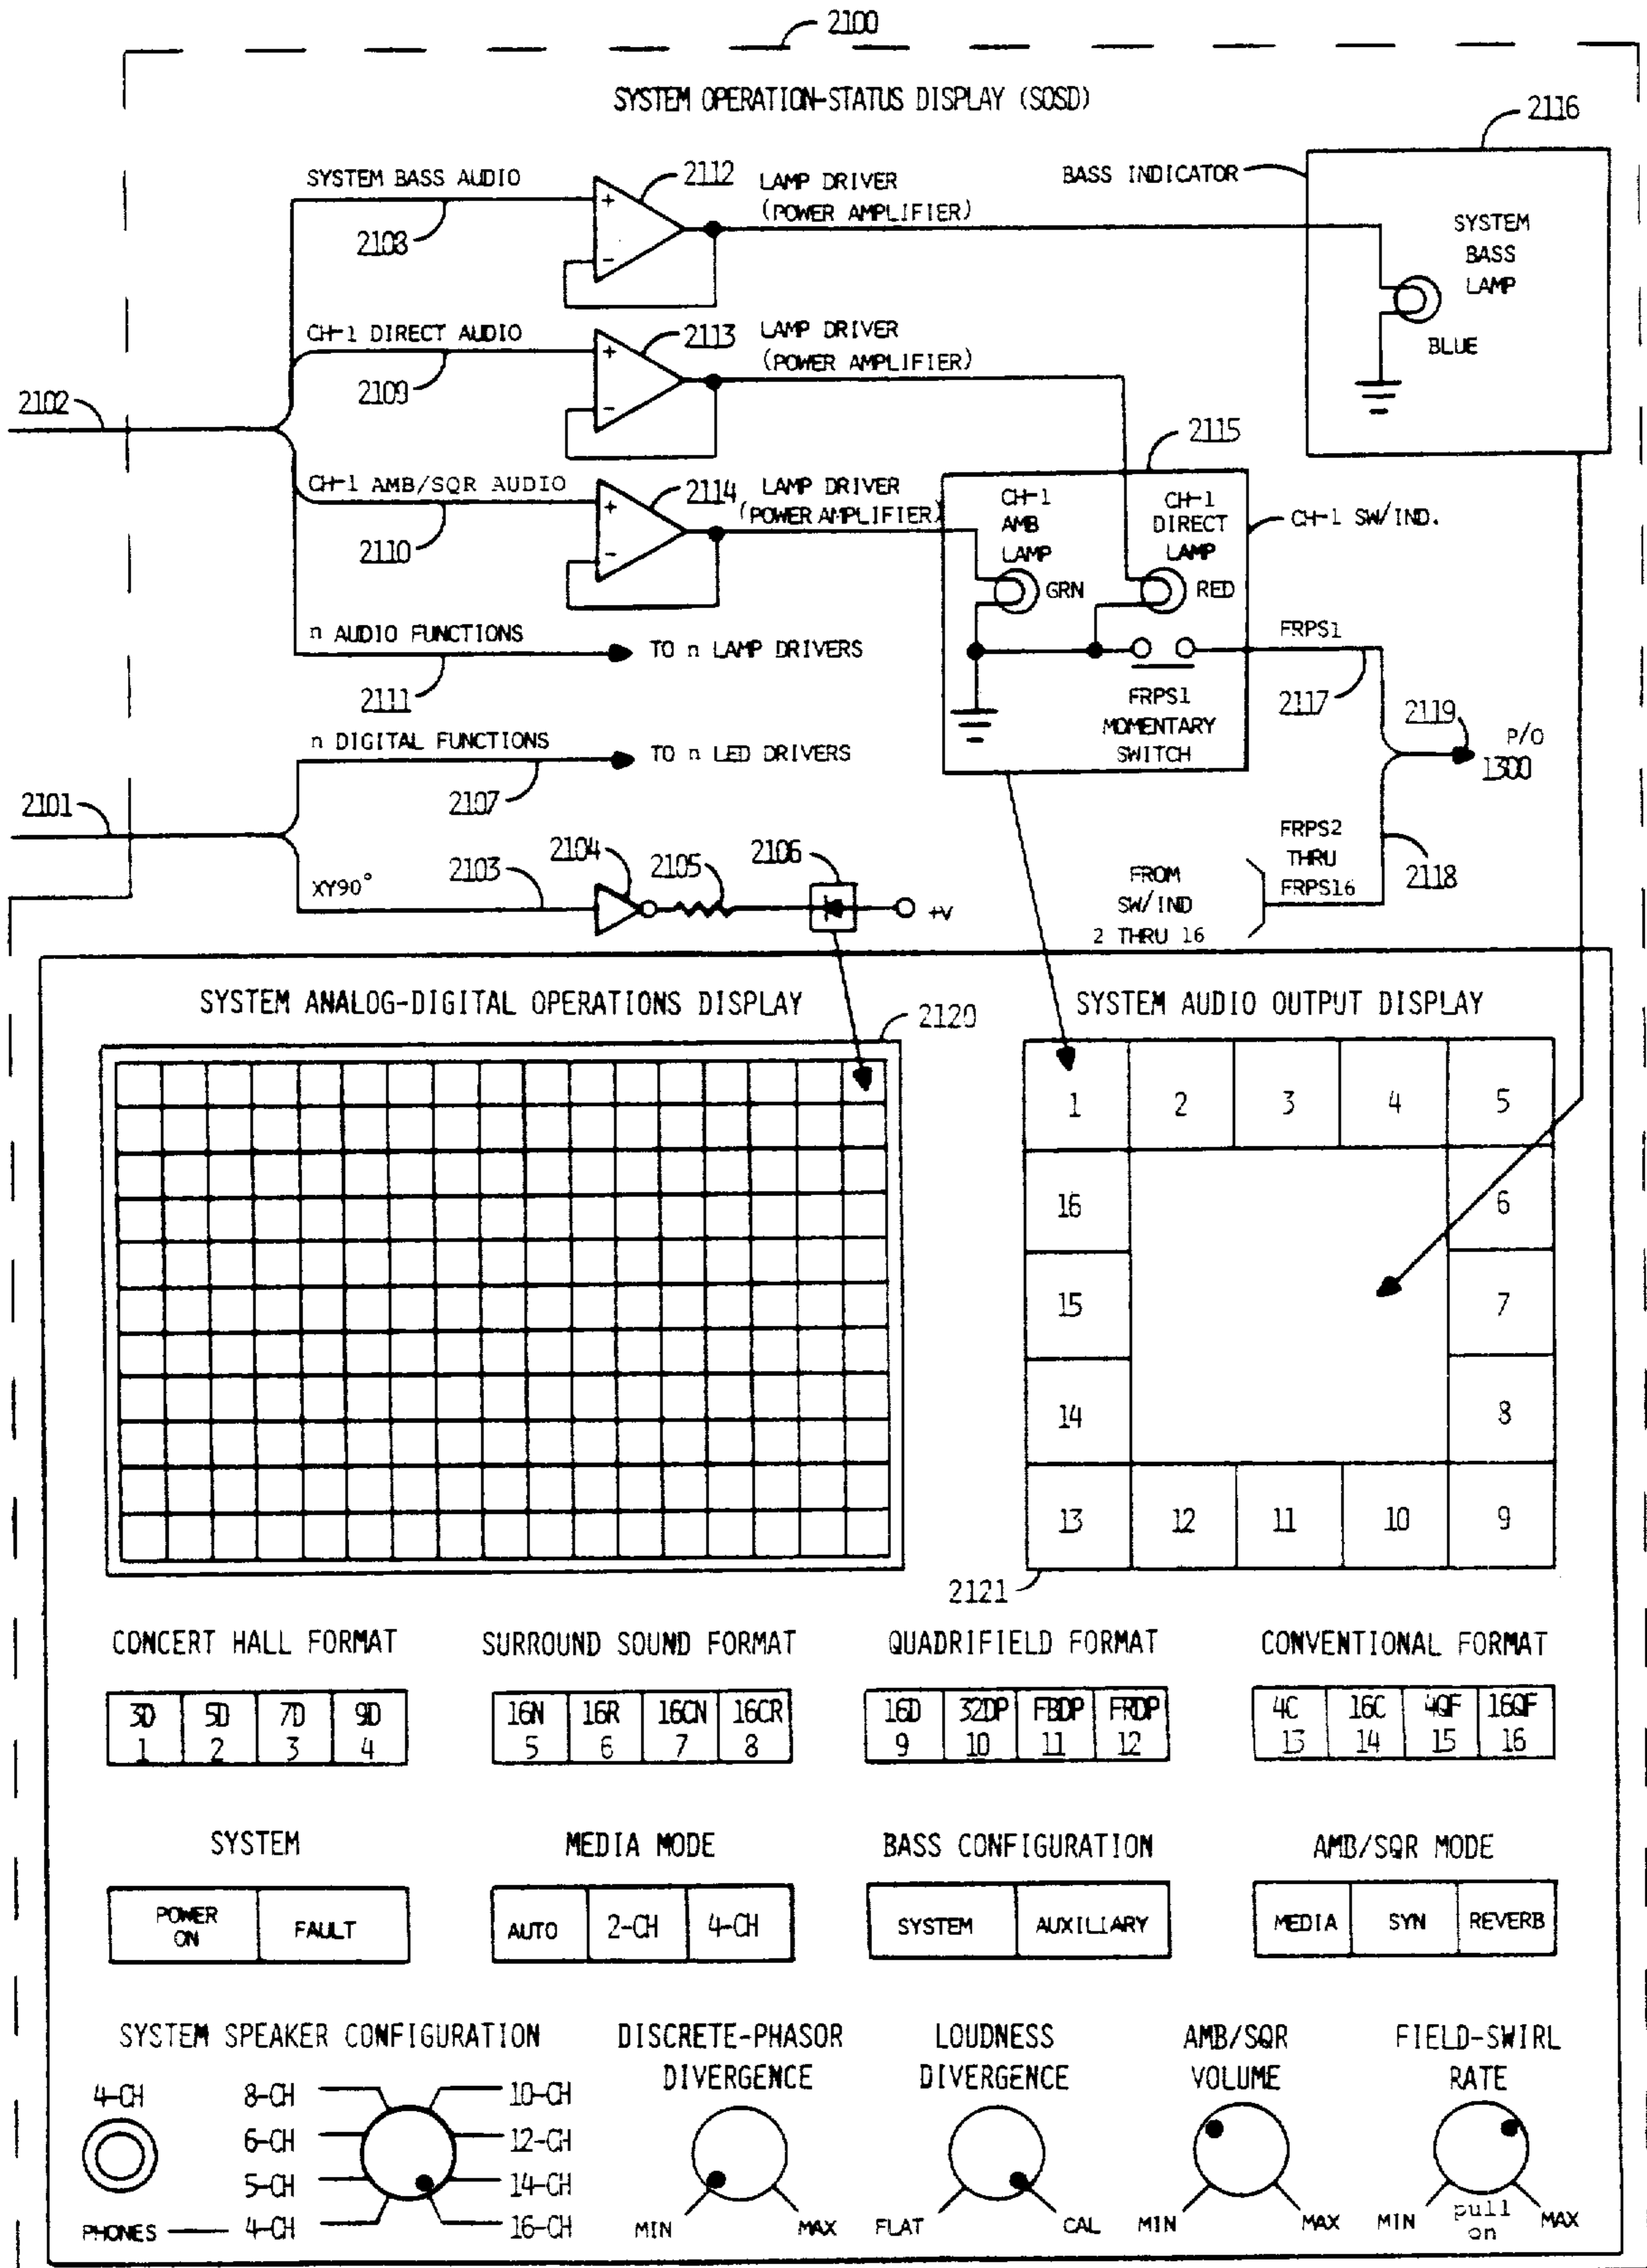 2100
SYSTEM OPERATION-STATUS DISPLAY (SOSD)
2116
SYSTEM BASS AUDIO
2108
2112
LAMP DRIVER
(POWER AMPLIFIER)
BASS INDICATOR
SYSTEM
BASS
LAMP
BLUE
+
-
CH-1 DIRECT AUDIO
2109
2113
LAMP DRIVER
(POWER AMPLIFIER)
+
-
2102
2115
CH-1 AMB/SQR AUDIO
2110
2114
LAMP DRIVER
(POWER AMPLIFIER)
+
-
CH-1
AMB
LAMP
GRN
CH-1
DIRECT
LAMP
RED
CH-1 SW/IND.
n AUDIO FUNCTIONS
2111
TO n LAMP DRIVERS
FRPS1
MOMENTARY
SWITCH
FRPS1
2117
2119
P/O
1300
n DIGITAL FUNCTIONS
2107
TO n LED DRIVERS
2101
XY90°
2103
2104
2105
2106
+V
FROM
SW/IND
2 THRU 16
FRPS2
THRU
FRPS16
2118
SYSTEM ANALOG-DIGITAL OPERATIONS DISPLAY
2120
SYSTEM AUDIO OUTPUT DISPLAY
1 2 3 4 5
16 6
15 7
14 8
13 12 11 10 9
2121
CONCERT HALL FORMAT
3D 5D 7D 9D
1 2 3 4
SURROUND SOUND FORMAT
16N 16R 16CN 16CR
5 6 7 8
QUADRIFIELD FORMAT
16D 32DP FBDP FRDP
9 10 11 12
CONVENTIONAL FORMAT
4C 16C 4QF 16QF
13 14 15 16
SYSTEM
POWER
ON
FAULT
MEDIA MODE
AUTO 2-CH 4-CH
BASS CONFIGURATION
SYSTEM AUXILIARY
AMB/SQR MODE
MEDIA SYN REVERB
SYSTEM SPEAKER CONFIGURATION
4-CH
PHONES
8-CH
6-CH
5-CH
4-CH
10-CH
12-CH
14-CH
16-CH
DISCRETE-PHASOR
DIVERGENCE
MIN MAX
LOUDNESS
DIVERGENCE
FLAT CAL
AMB/SQR
VOLUME
MIN MAX
FIELD-SWIRL
RATE
MIN pull
on MAX